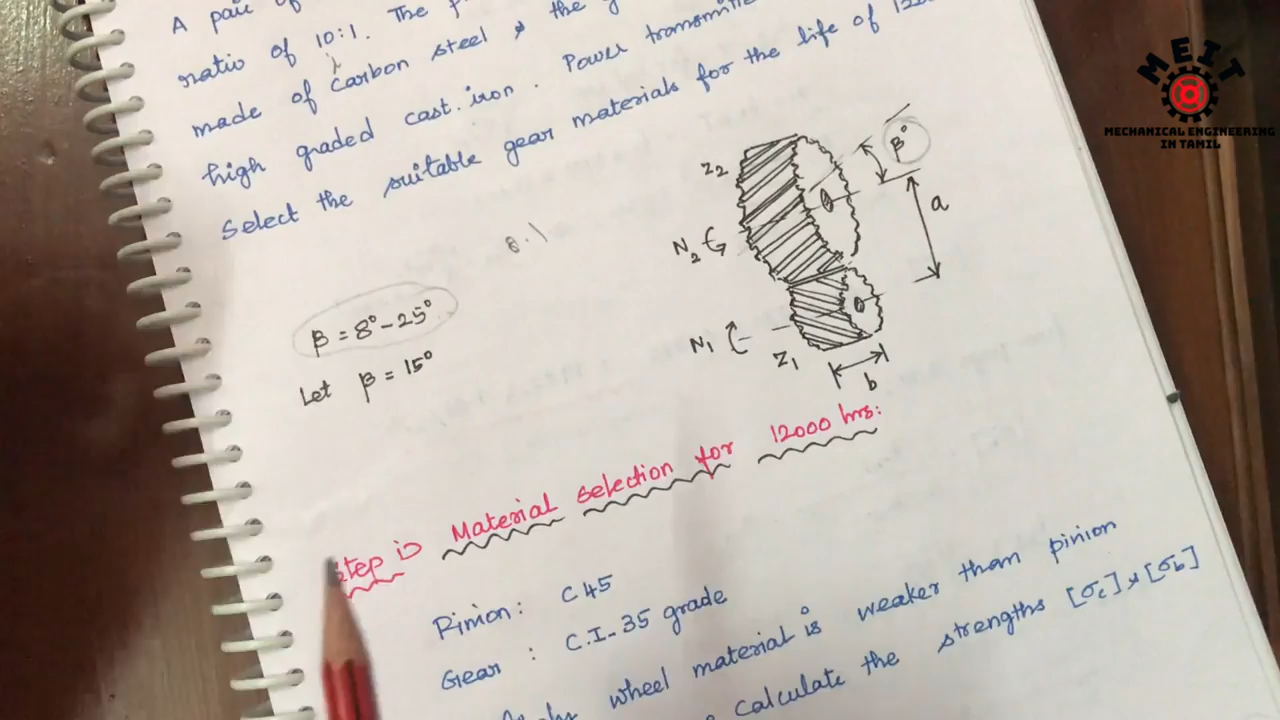 A pair of
ratio of 10:1. The
made of carbon steel & the
high graded cast iron. Power
Select the suitable gear materials for the life of
β°
Z2
a
N2
8.1
β = 8° - 25°
Let β = 15°
N1
Z1
b
Step i) Material selection for 12000 hrs:
Pinion: C45
Gear : C.I-35 grade
wheel material is weaker than pinion
calculate the strengths [σc] & [σb]
MEIT
MECHANICAL ENGINEERING
IN TAMIL